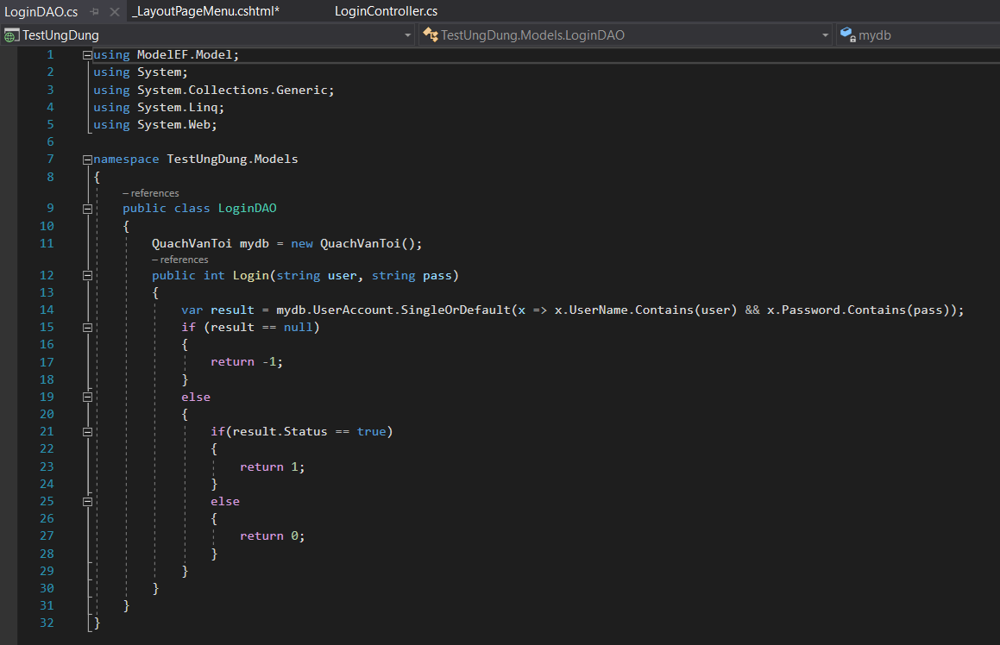 LoginDAO.cs _LayoutPageMenu.cshtml* LoginController.cs
TestUngDung TestUngDung.Models.LoginDAO mydb
1 using ModelEF.Model;
2 using System;
3 using System.Collections.Generic;
4 using System.Linq;
5 using System.Web;
6
7 namespace TestUngDung.Models
8 {
– references
9 public class LoginDAO
10 {
11 QuachVanToi mydb = new QuachVanToi();
– references
12 public int Login(string user, string pass)
13 {
14 var result = mydb.UserAccount.SingleOrDefault(x => x.UserName.Contains(user) && x.Password.Contains(pass));
15 if (result == null)
16 {
17 return -1;
18 }
19 else
20 {
21 if(result.Status == true)
22 {
23 return 1;
24 }
25 else
26 {
27 return 0;
28 }
29 }
30 }
31 }
32 }